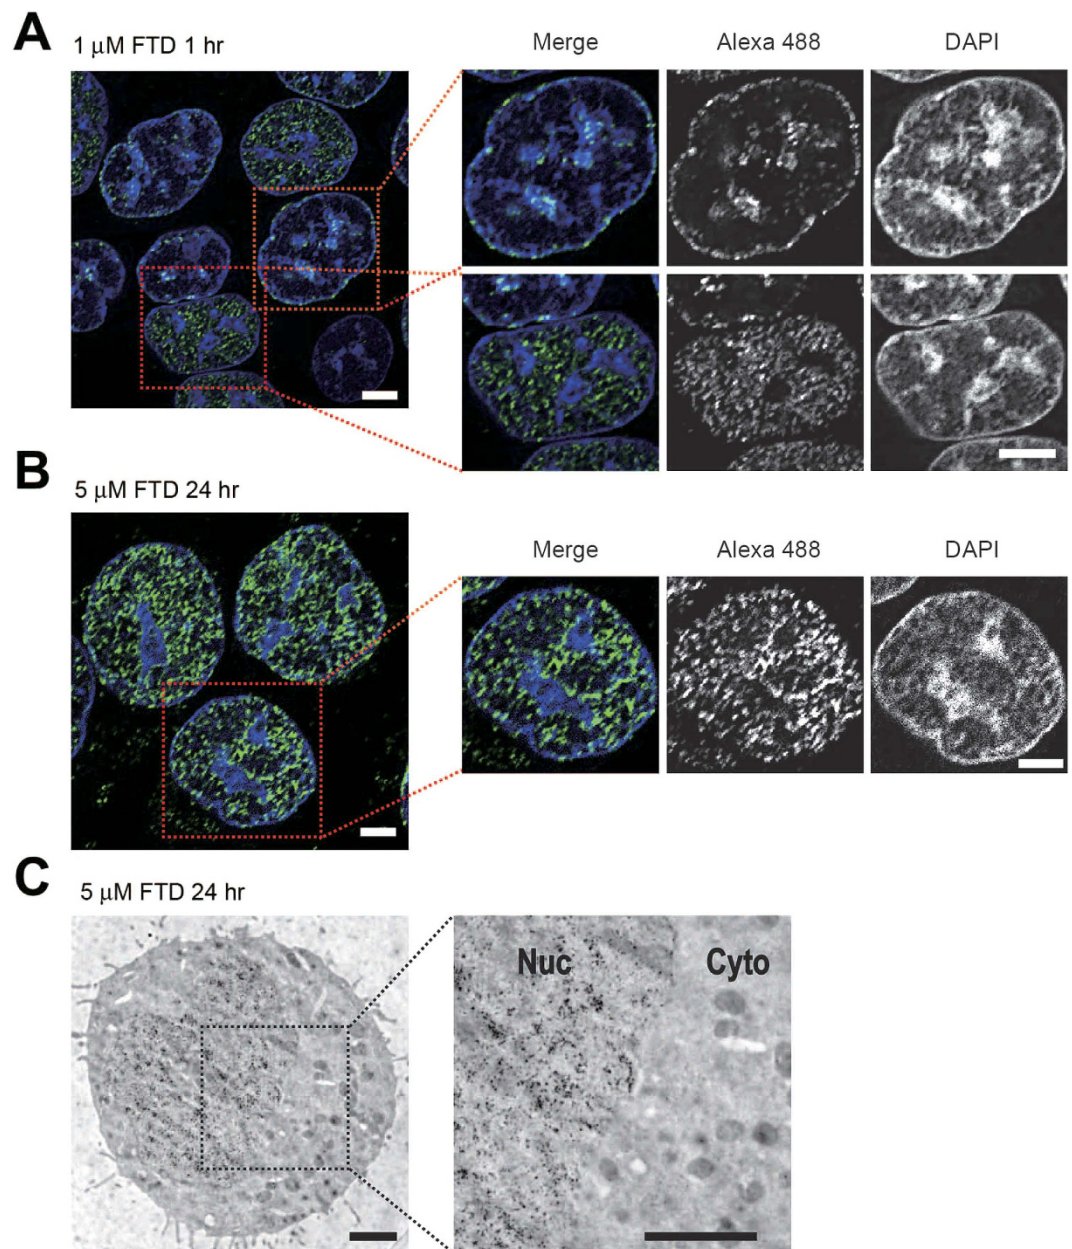 A
1 μM FTD 1 hr
Merge
Alexa 488
DAPI
B
5 μM FTD 24 hr
Merge
Alexa 488
DAPI
C
5 μM FTD 24 hr
Nuc
Cyto